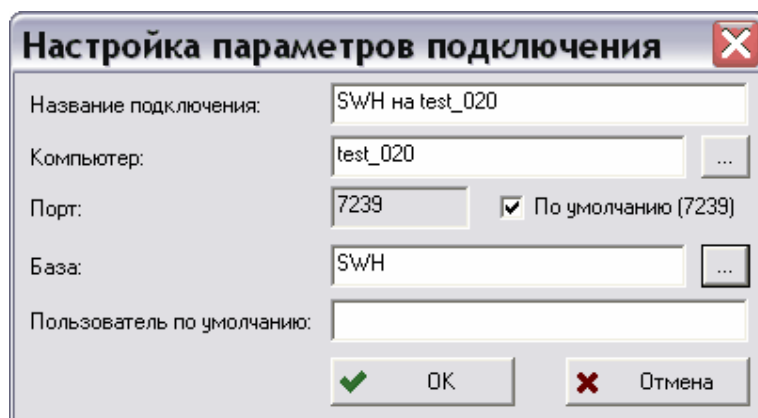 Настройка параметров подключения
Название подключения: SWH на test_020
Компьютер: test_020 ...
Порт: 7239 По умолчанию (7239)
База: SWH ...
Пользователь по умолчанию:
OK Отмена